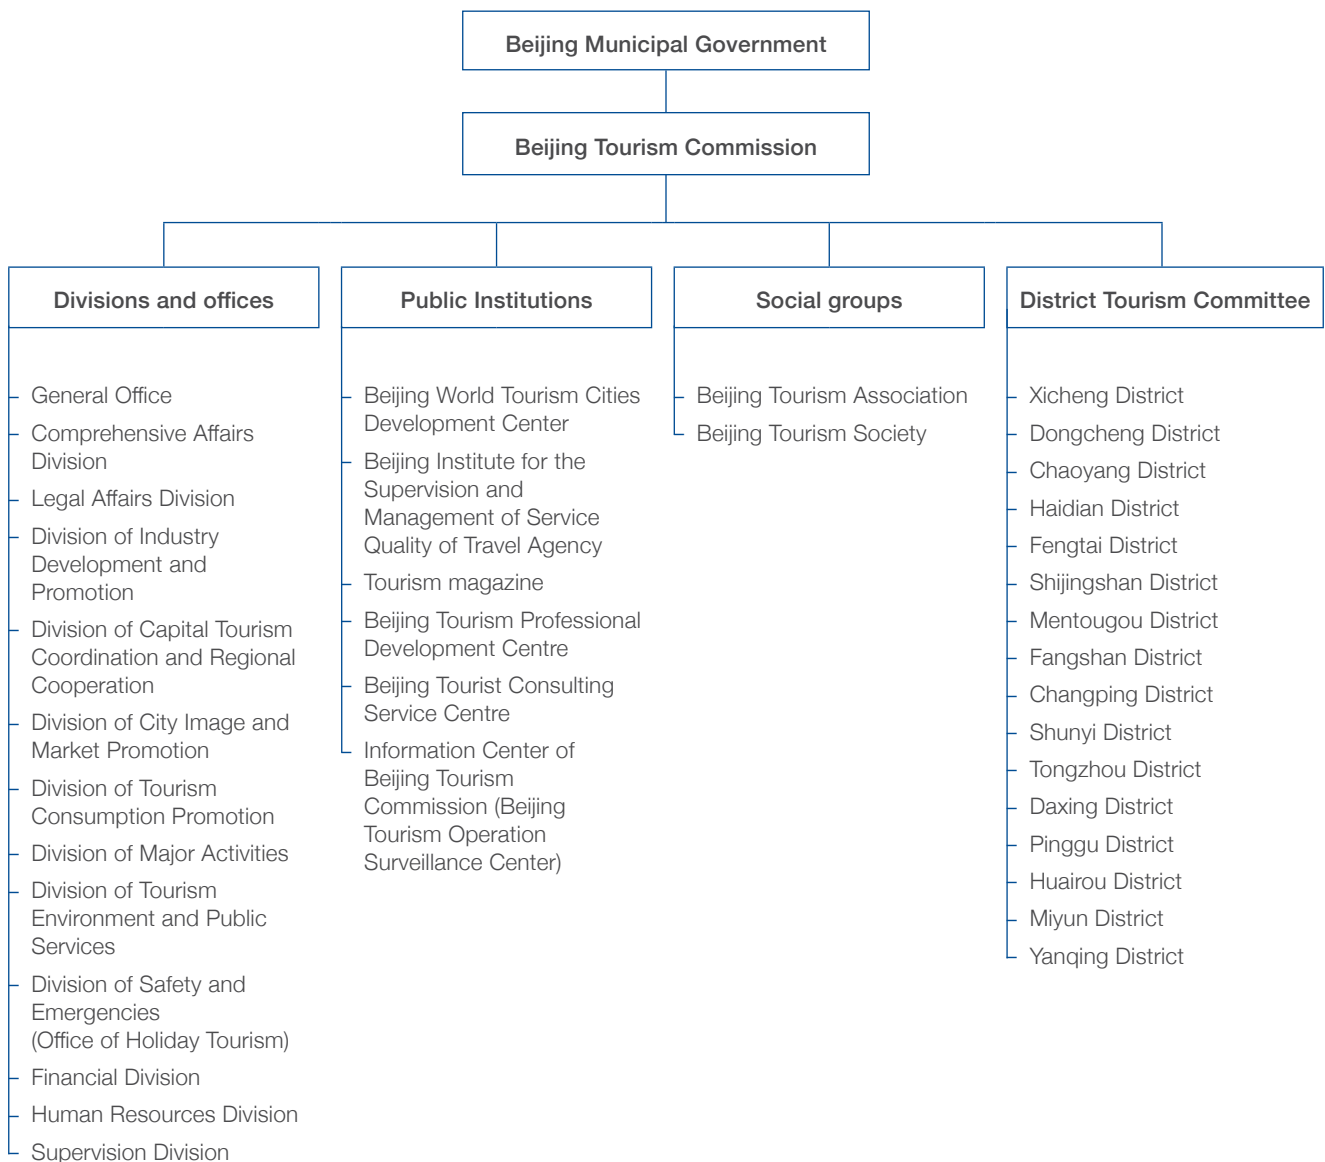 Beijing Municipal Government
Beijing Tourism Commission
Divisions and offices
General Office
Comprehensive Affairs
Division
Legal Affairs Division
Division of Industry
Development and
Promotion
Division of Capital Tourism
Coordination and Regional
Cooperation
Division of City Image and
Market Promotion
Division of Tourism
Consumption Promotion
Division of Major Activities
Division of Tourism
Environment and Public
Services
Division of Safety and
Emergencies
(Office of Holiday Tourism)
Financial Division
Human Resources Division
Supervision Division
Public Institutions
Beijing World Tourism Cities
Development Center
Beijing Institute for the
Supervision and
Management of Service
Quality of Travel Agency
Tourism magazine
Beijing Tourism Professional
Development Centre
Beijing Tourist Consulting
Service Centre
Information Center of
Beijing Tourism
Commission (Beijing
Tourism Operation
Surveillance Center)
Social groups
Beijing Tourism Association
Beijing Tourism Society
District Tourism Committee
Xicheng District
Dongcheng District
Chaoyang District
Haidian District
Fengtai District
Shijingshan District
Mentougou District
Fangshan District
Changping District
Shunyi District
Tongzhou District
Daxing District
Pinggu District
Huairou District
Miyun District
Yanqing District